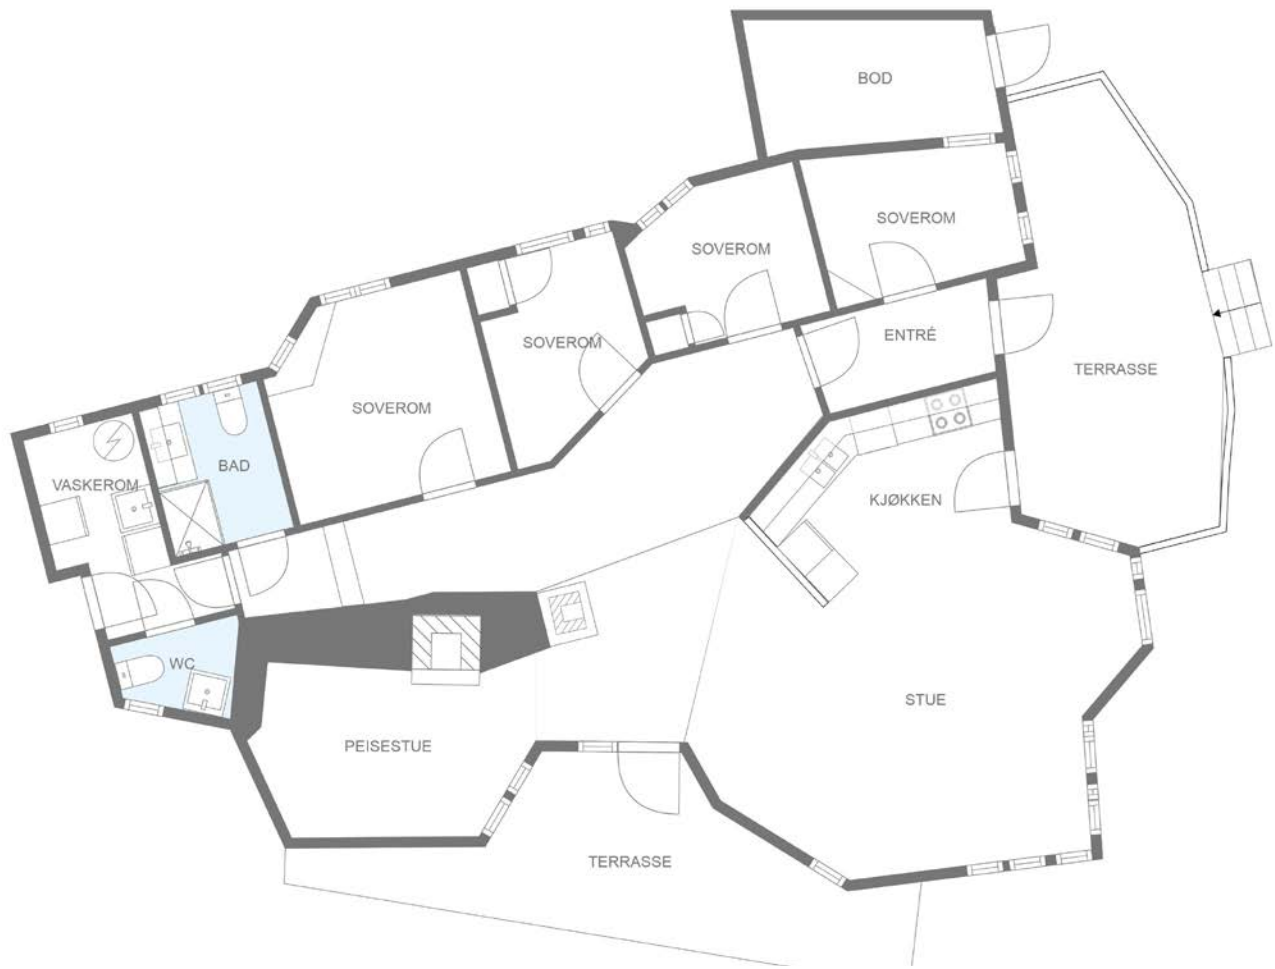 BOD
SOVEROM
SOVEROM
ENTRÉ
SOVEROM
TERRASSE
SOVEROM
BAD
VASKEROM
KJØKKEN
WC
STUE
PEISESTUE
TERRASSE